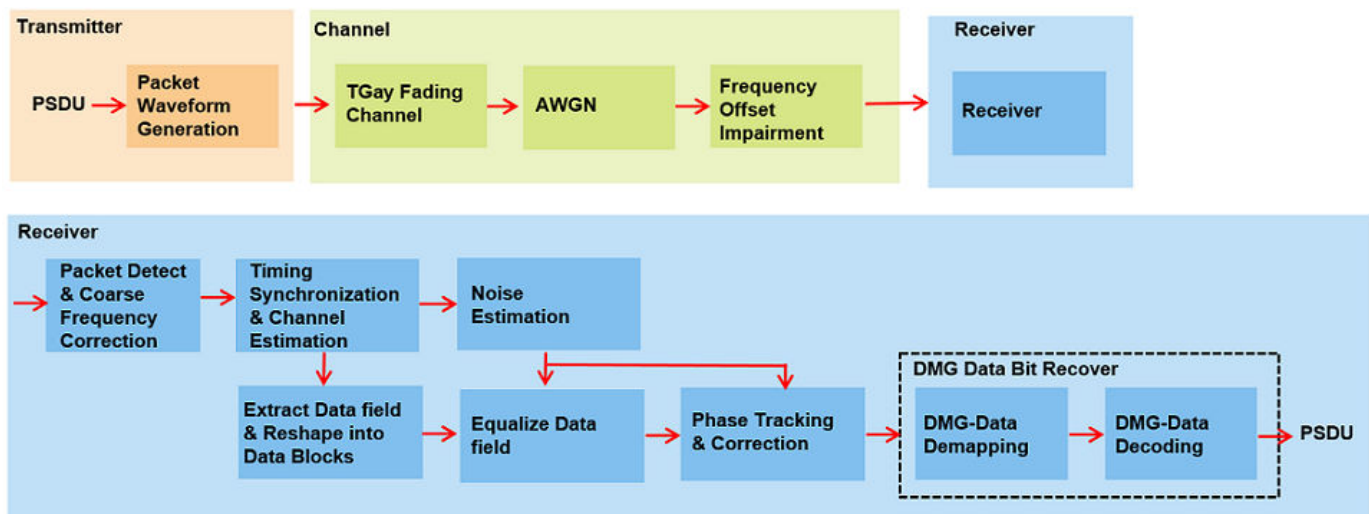 Transmitter
PSDU
Packet
Waveform
Generation
Channel
TGay Fading
Channel
AWGN
Frequency
Offset
Impairment
Receiver
Receiver
Receiver
Packet Detect
& Coarse
Frequency
Correction
Timing
Synchronization
& Channel
Estimation
Noise
Estimation
Extract Data field
& Reshape into
Data Blocks
Equalize Data
field
Phase Tracking
& Correction
DMG Data Bit Recover
DMG-Data
Demapping
DMG-Data
Decoding
PSDU